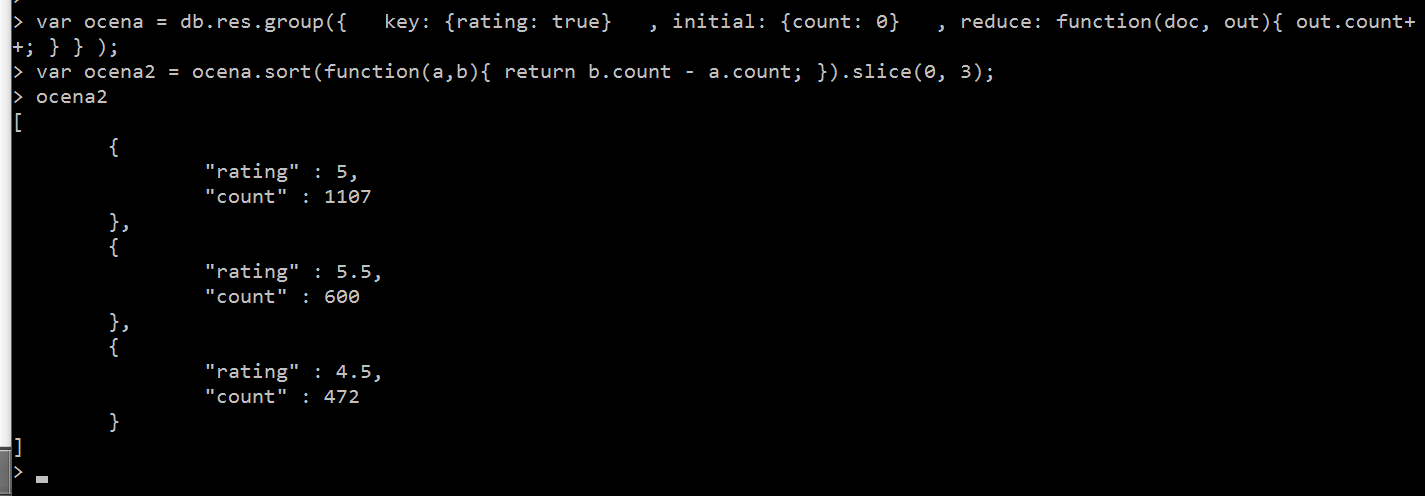 > var ocena = db.res.group({   key: {rating: true}   , initial: {count: 0}   , reduce: function(doc, out){ out.count+
+; } } );
> var ocena2 = ocena.sort(function(a,b){ return b.count - a.count; }).slice(0, 3);
> ocena2
[
        {
                "rating" : 5,
                "count" : 1107
        },
        {
                "rating" : 5.5,
                "count" : 600
        },
        {
                "rating" : 4.5,
                "count" : 472
        }
]
>